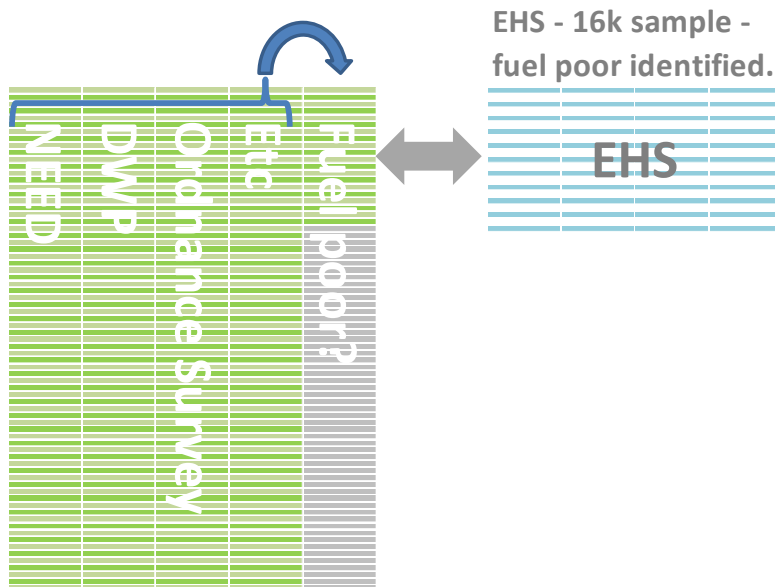 EHS - 16k sample -
fuel poor identified.
NEED
DWP
Ordnance Survey
Etc
Fuel poor?
EHS